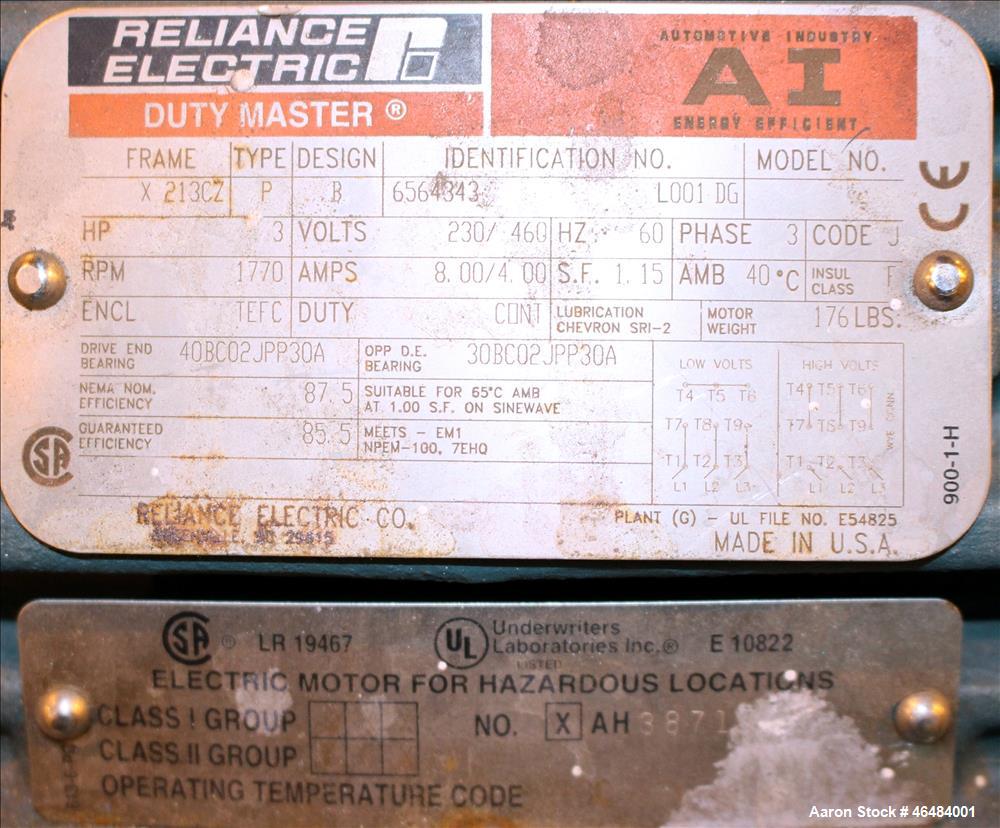 RELIANCE
ELECTRIC
DUTY MASTER ®
AUTOMOTIVE INDUSTRY
AI
ENERGY EFFICIENT
FRAME TYPE DESIGN IDENTIFICATION NO. MODEL NO.
X 213CZ P B 6564343 L001 DG
HP 3 VOLTS 230/ 460 HZ: 60 PHASE 3 CODE J
RPM 1770 AMPS 8.00/4.00 S.F. 1.15 AMB 40 °C INSUL CLASS F
ENCL TEFC DUTY CONT LUBRICATION CHEVRON SRI-2 MOTOR WEIGHT 176 LBS.
DRIVE END BEARING 40BC02JPP30A OPP D.E. BEARING 30BC02JPP30A
NEMA NOM. EFFICIENCY 87.5 SUITABLE FOR 65°C AMB
AT 1.00 S.F. ON SINEWAVE
GUARANTEED EFFICIENCY 85.5 MEETS - EM1
NPEM-100, 7EHQ
LOW VOLTS HIGH VOLTS
T4 T5 T6 T4 T5 T6
T7 T8 T9 T7 T8 T9
T1 T2 T3 T1 T2 T3
L1 L2 L3 L1 L2 L3
WYE CONN
CE
900-1-H
SA
RELIANCE ELECTRIC CO.
PLANT (G) - UL FILE NO. E54825
MADE IN U.S.A.
SA ® LR 19467 UL Underwriters Laboratories Inc.® E 10822
LISTED
ELECTRIC MOTOR FOR HAZARDOUS LOCATIONS
CLASS I GROUP NO. X AH 3871
CLASS II GROUP
OPERATING TEMPERATURE CODE
Aaron Stock # 46484001